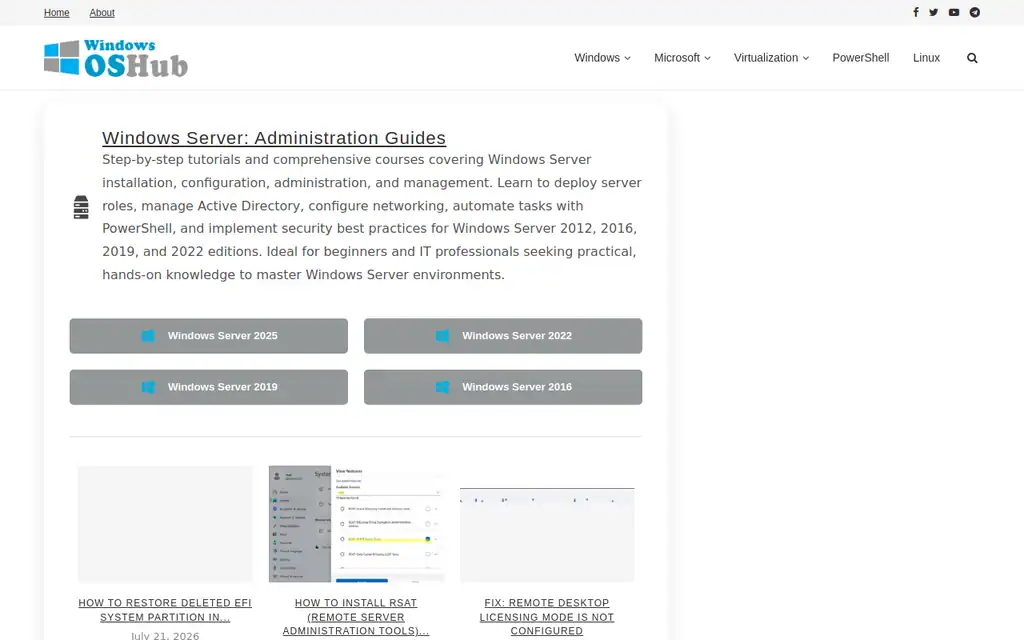 Home About
Windows
OSHub
Windows Microsoft Virtualization PowerShell Linux
Windows Server: Administration Guides
Step-by-step tutorials and comprehensive courses covering Windows Server
installation, configuration, administration, and management. Learn to deploy server
roles, manage Active Directory, configure networking, automate tasks with
PowerShell, and implement security best practices for Windows Server 2012, 2016,
2019, and 2022 editions. Ideal for beginners and IT professionals seeking practical,
hands-on knowledge to master Windows Server environments.
Windows Server 2025
Windows Server 2022
Windows Server 2019
Windows Server 2016
System
View features
HOW TO RESTORE DELETED EFI
SYSTEM PARTITION IN...
July 21, 2026
HOW TO INSTALL RSAT
(REMOTE SERVER
ADMINISTRATION TOOLS)...
FIX: REMOTE DESKTOP
LICENSING MODE IS NOT
CONFIGURED